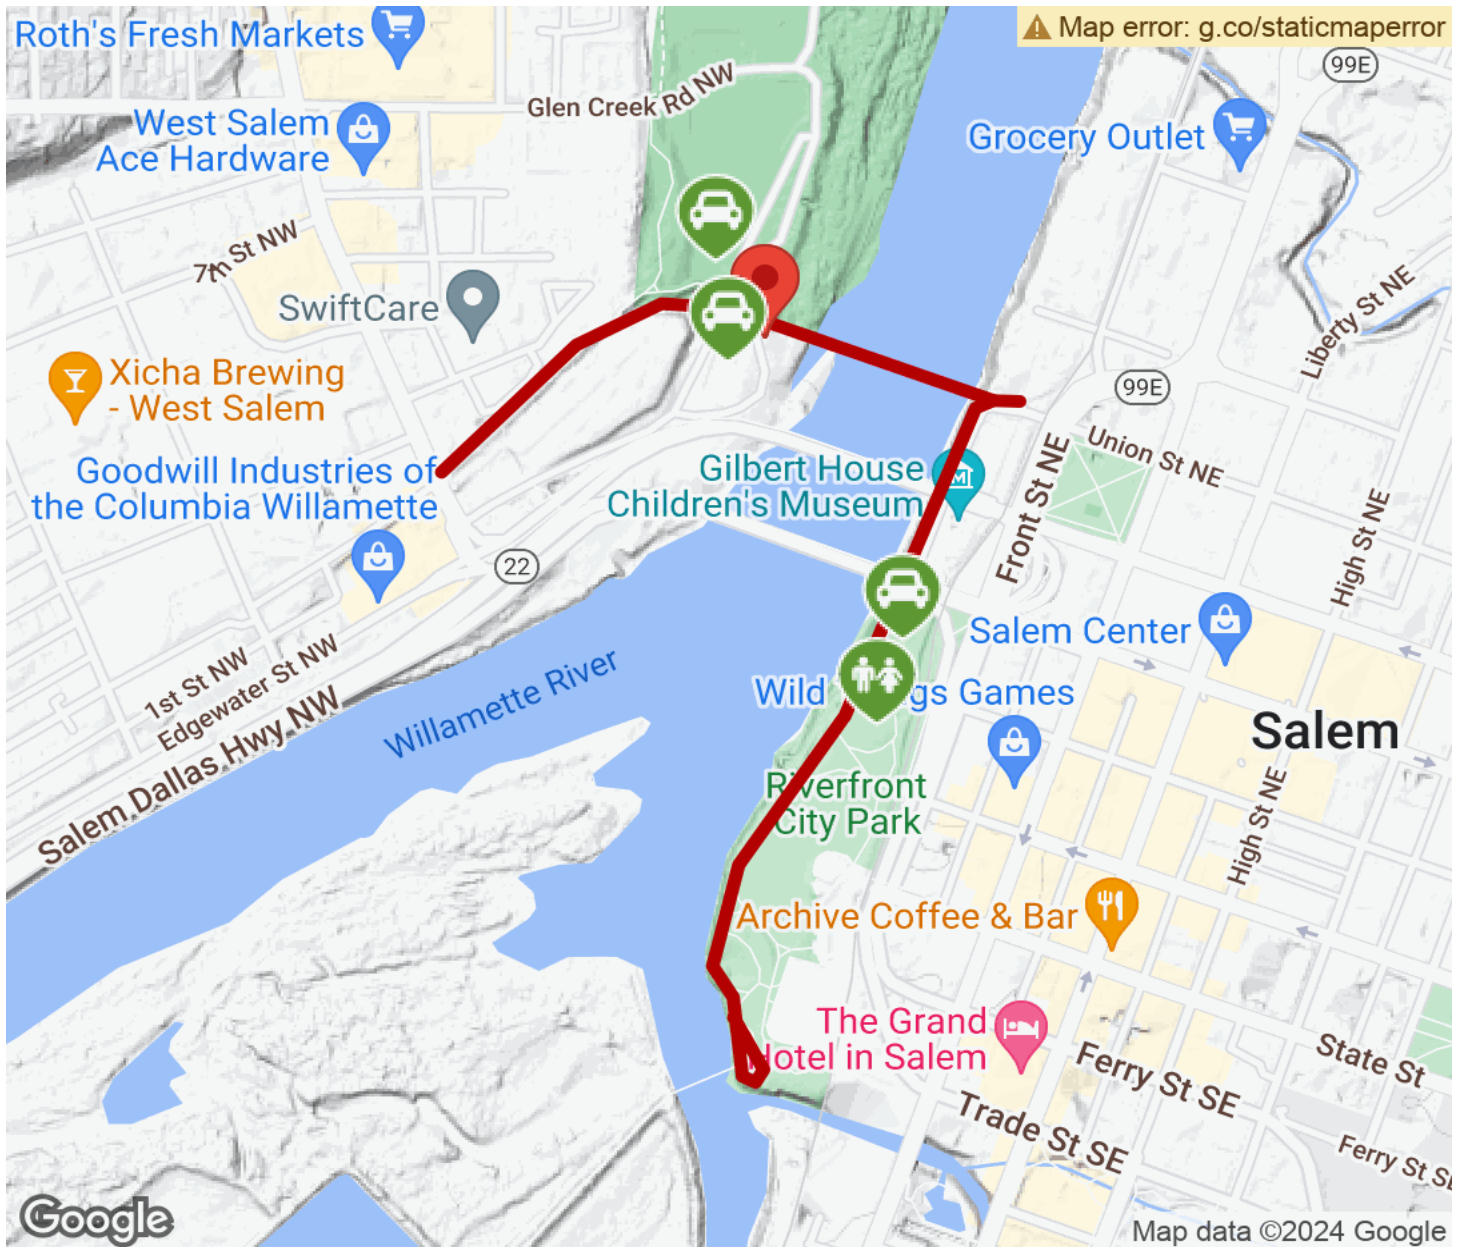 Roth's Fresh Markets
Map error: g.co/staticmaperror
99E
Glen Creek Rd NW
West Salem
Ace Hardware
Grocery Outlet
7th St NW
SwiftCare
Liberty St NE
Xicha Brewing
- West Salem
99E
Union St NE
Goodwill Industries of
the Columbia Willamette
Gilbert House
Children's Museum
M
Front St NE
High St NE
22
Salem Center
1st St NW
Edgewater St NW
Salem Dallas Hwy NW
Willamette River
Wild
gs Games
Salem
Riverfront
City Park
High St NE
Archive Coffee & Bar
The Grand
Hotel in Salem
State St
Ferry St SE
Trade St SE
Ferry St SE
Google
Map data ©2024 Google